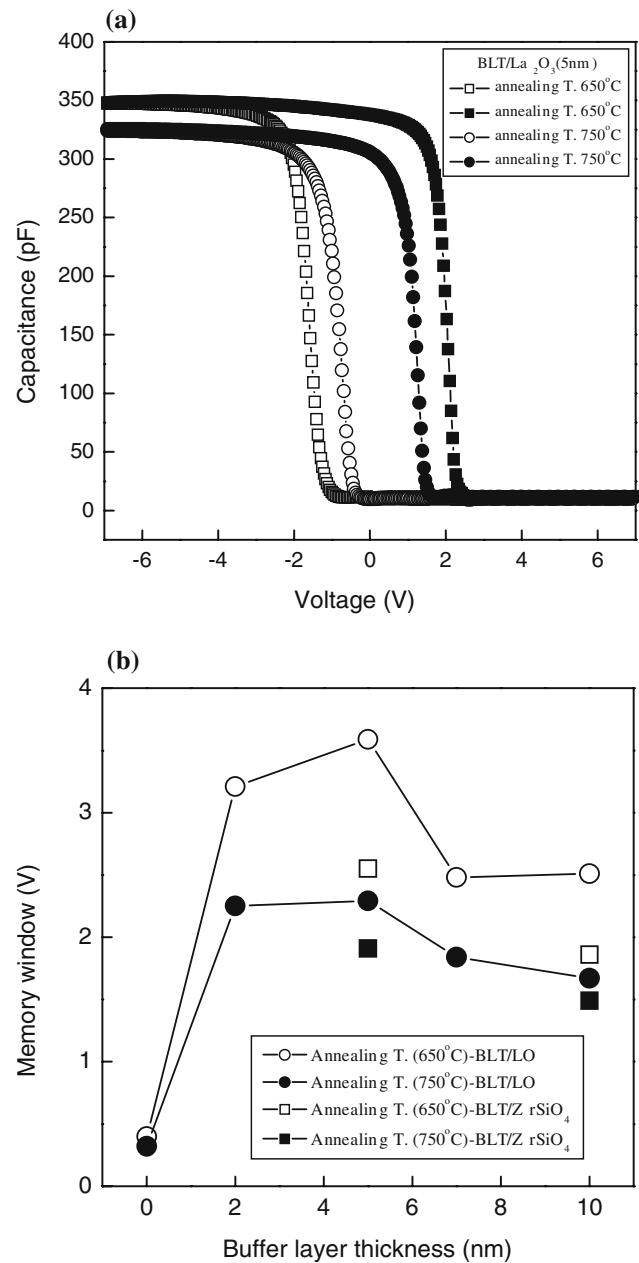 (a)
400
350
300
250
200
150
100
50
0
Capacitance (pF)
BLT/La 2O3(5nm)
annealing T. 650°C
annealing T. 650°C
annealing T. 750°C
annealing T. 750°C
-6 -4 -2 0 2 4 6
Voltage (V)
(b)
4
3
2
1
0
Memory window (V)
Annealing T. (650°C)-BLT/LO
Annealing T. (750°C)-BLT/LO
Annealing T. (650°C)-BLT/Z rSiO4
Annealing T. (750°C)-BLT/Z rSiO4
0 2 4 6 8 10
Buffer layer thickness (nm)